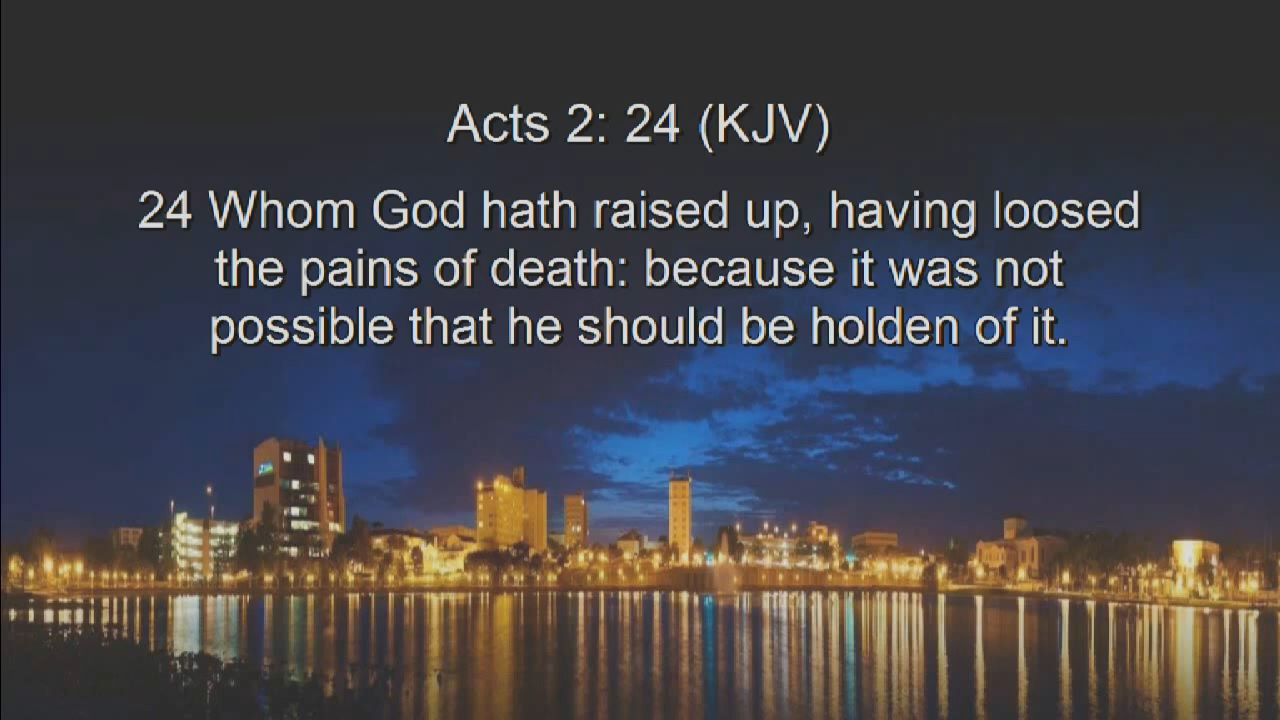 Acts 2: 24 (KJV)
24 Whom God hath raised up, having loosed
the pains of death: because it was not
possible that he should be holden of it.